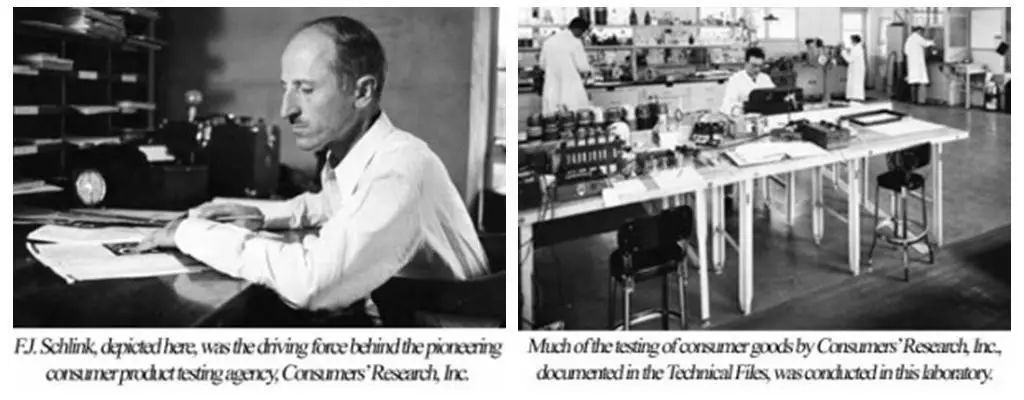 F.J. Schlink, depicted here, was the driving force behind the pioneering
consumer product testing agency, Consumers' Research, Inc.
Much of the testing of consumer goods by Consumers' Research, Inc.,
documented in the Technical Files, was conducted in this laboratory.